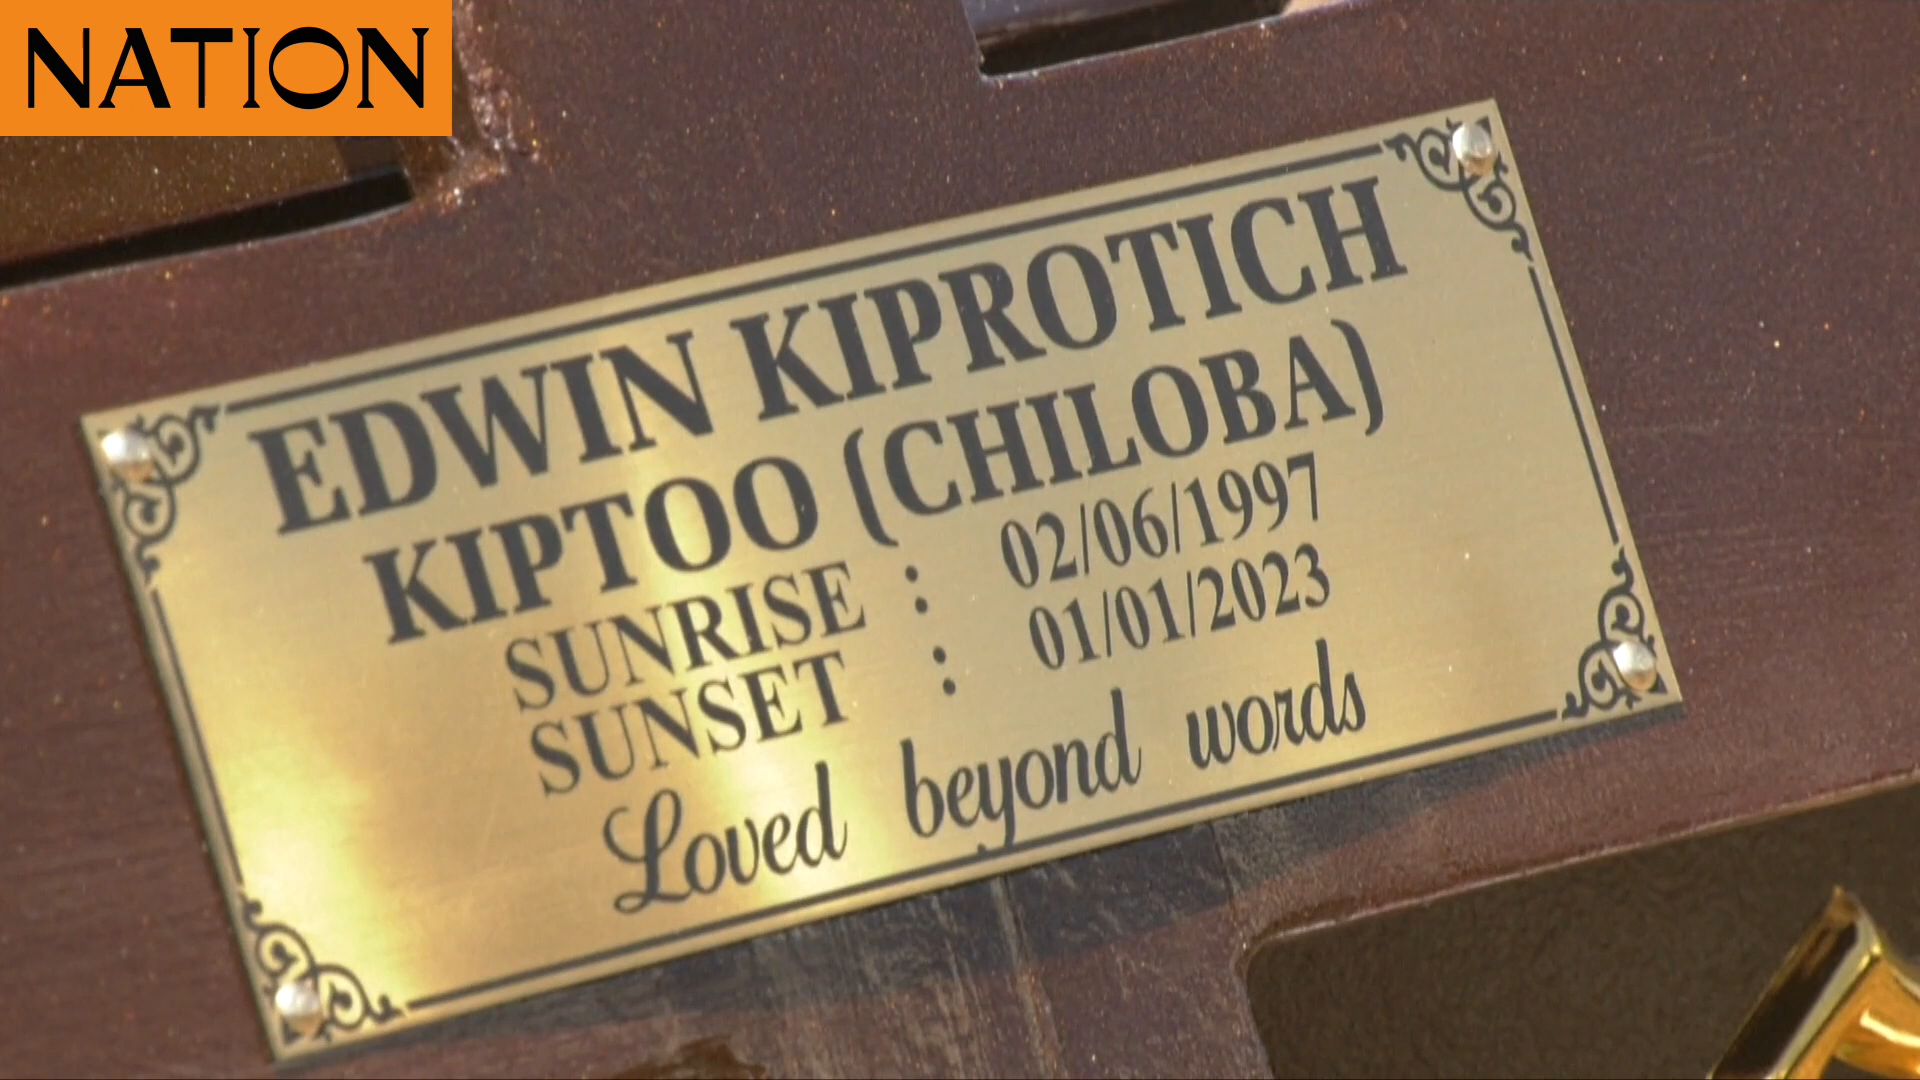 NATION
EDWIN KIPROTICH
KIPTOO (CHILOBA)
SUNRISE : 02/06/1997
SUNSET : 01/01/2023
Loved beyond words